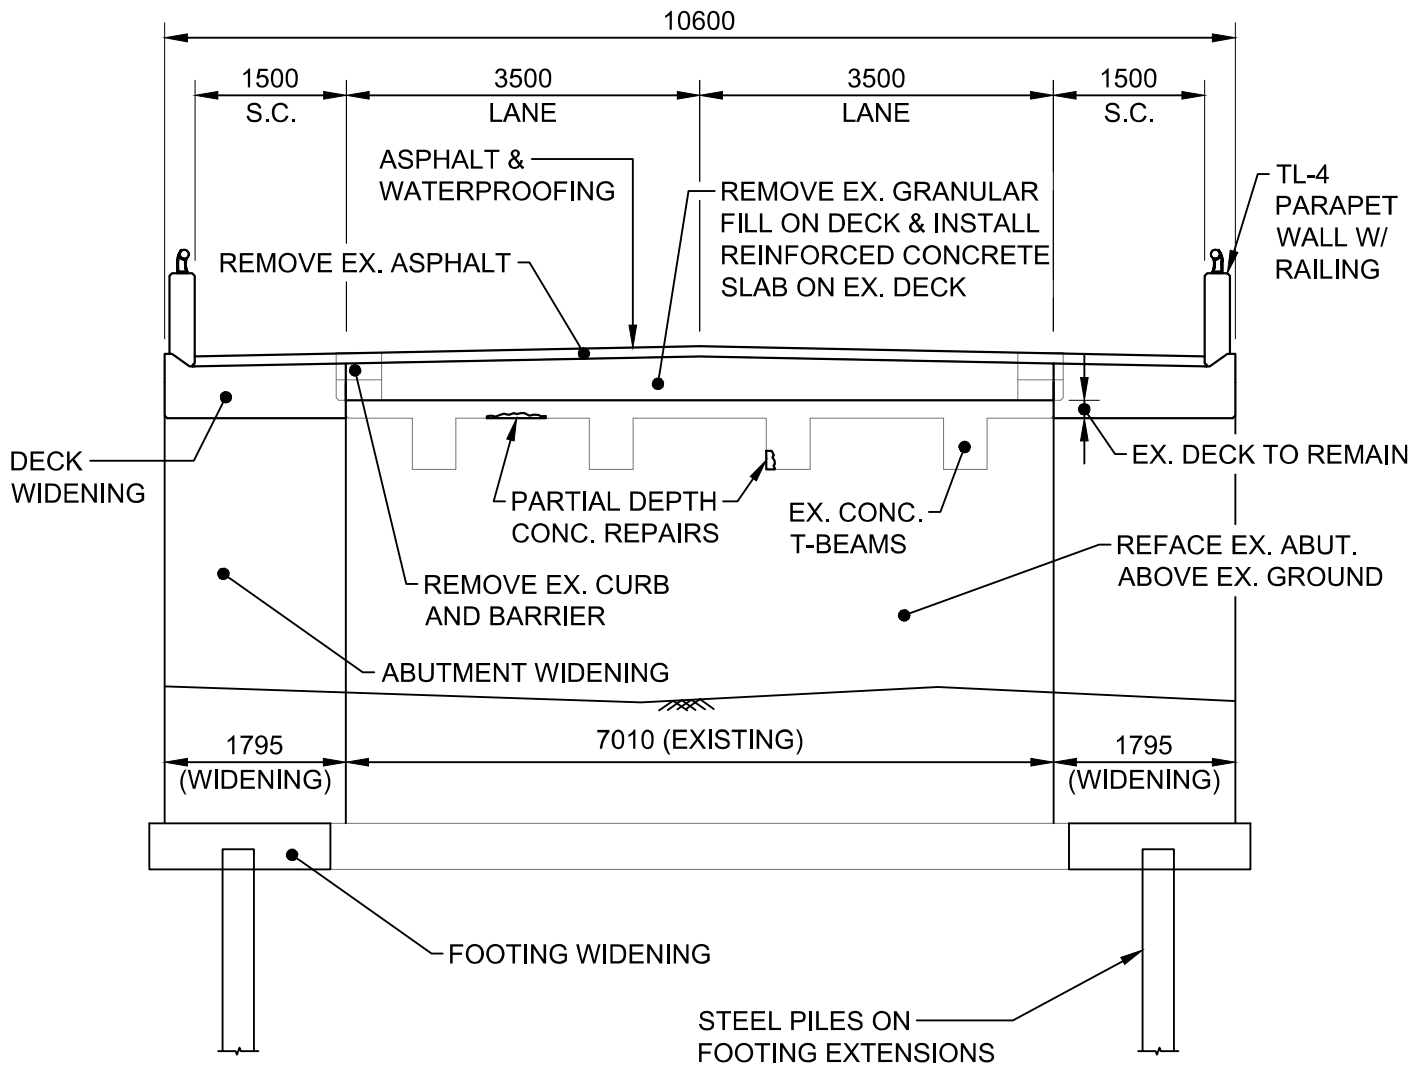 10600
1500
S.C.
3500
LANE
3500
LANE
1500
S.C.
ASPHALT &
WATERPROOFING
REMOVE EX. GRANULAR
FILL ON DECK & INSTALL
REINFORCED CONCRETE
SLAB ON EX. DECK
TL-4
PARAPET
WALL W/
RAILING
REMOVE EX. ASPHALT
DECK
WIDENING
PARTIAL DEPTH
CONC. REPAIRS
EX. CONC.
T-BEAMS
EX. DECK TO REMAIN
REMOVE EX. CURB
AND BARRIER
REFACE EX. ABUT.
ABOVE EX. GROUND
ABUTMENT WIDENING
1795
(WIDENING)
7010 (EXISTING)
1795
(WIDENING)
FOOTING WIDENING
STEEL PILES ON
FOOTING EXTENSIONS